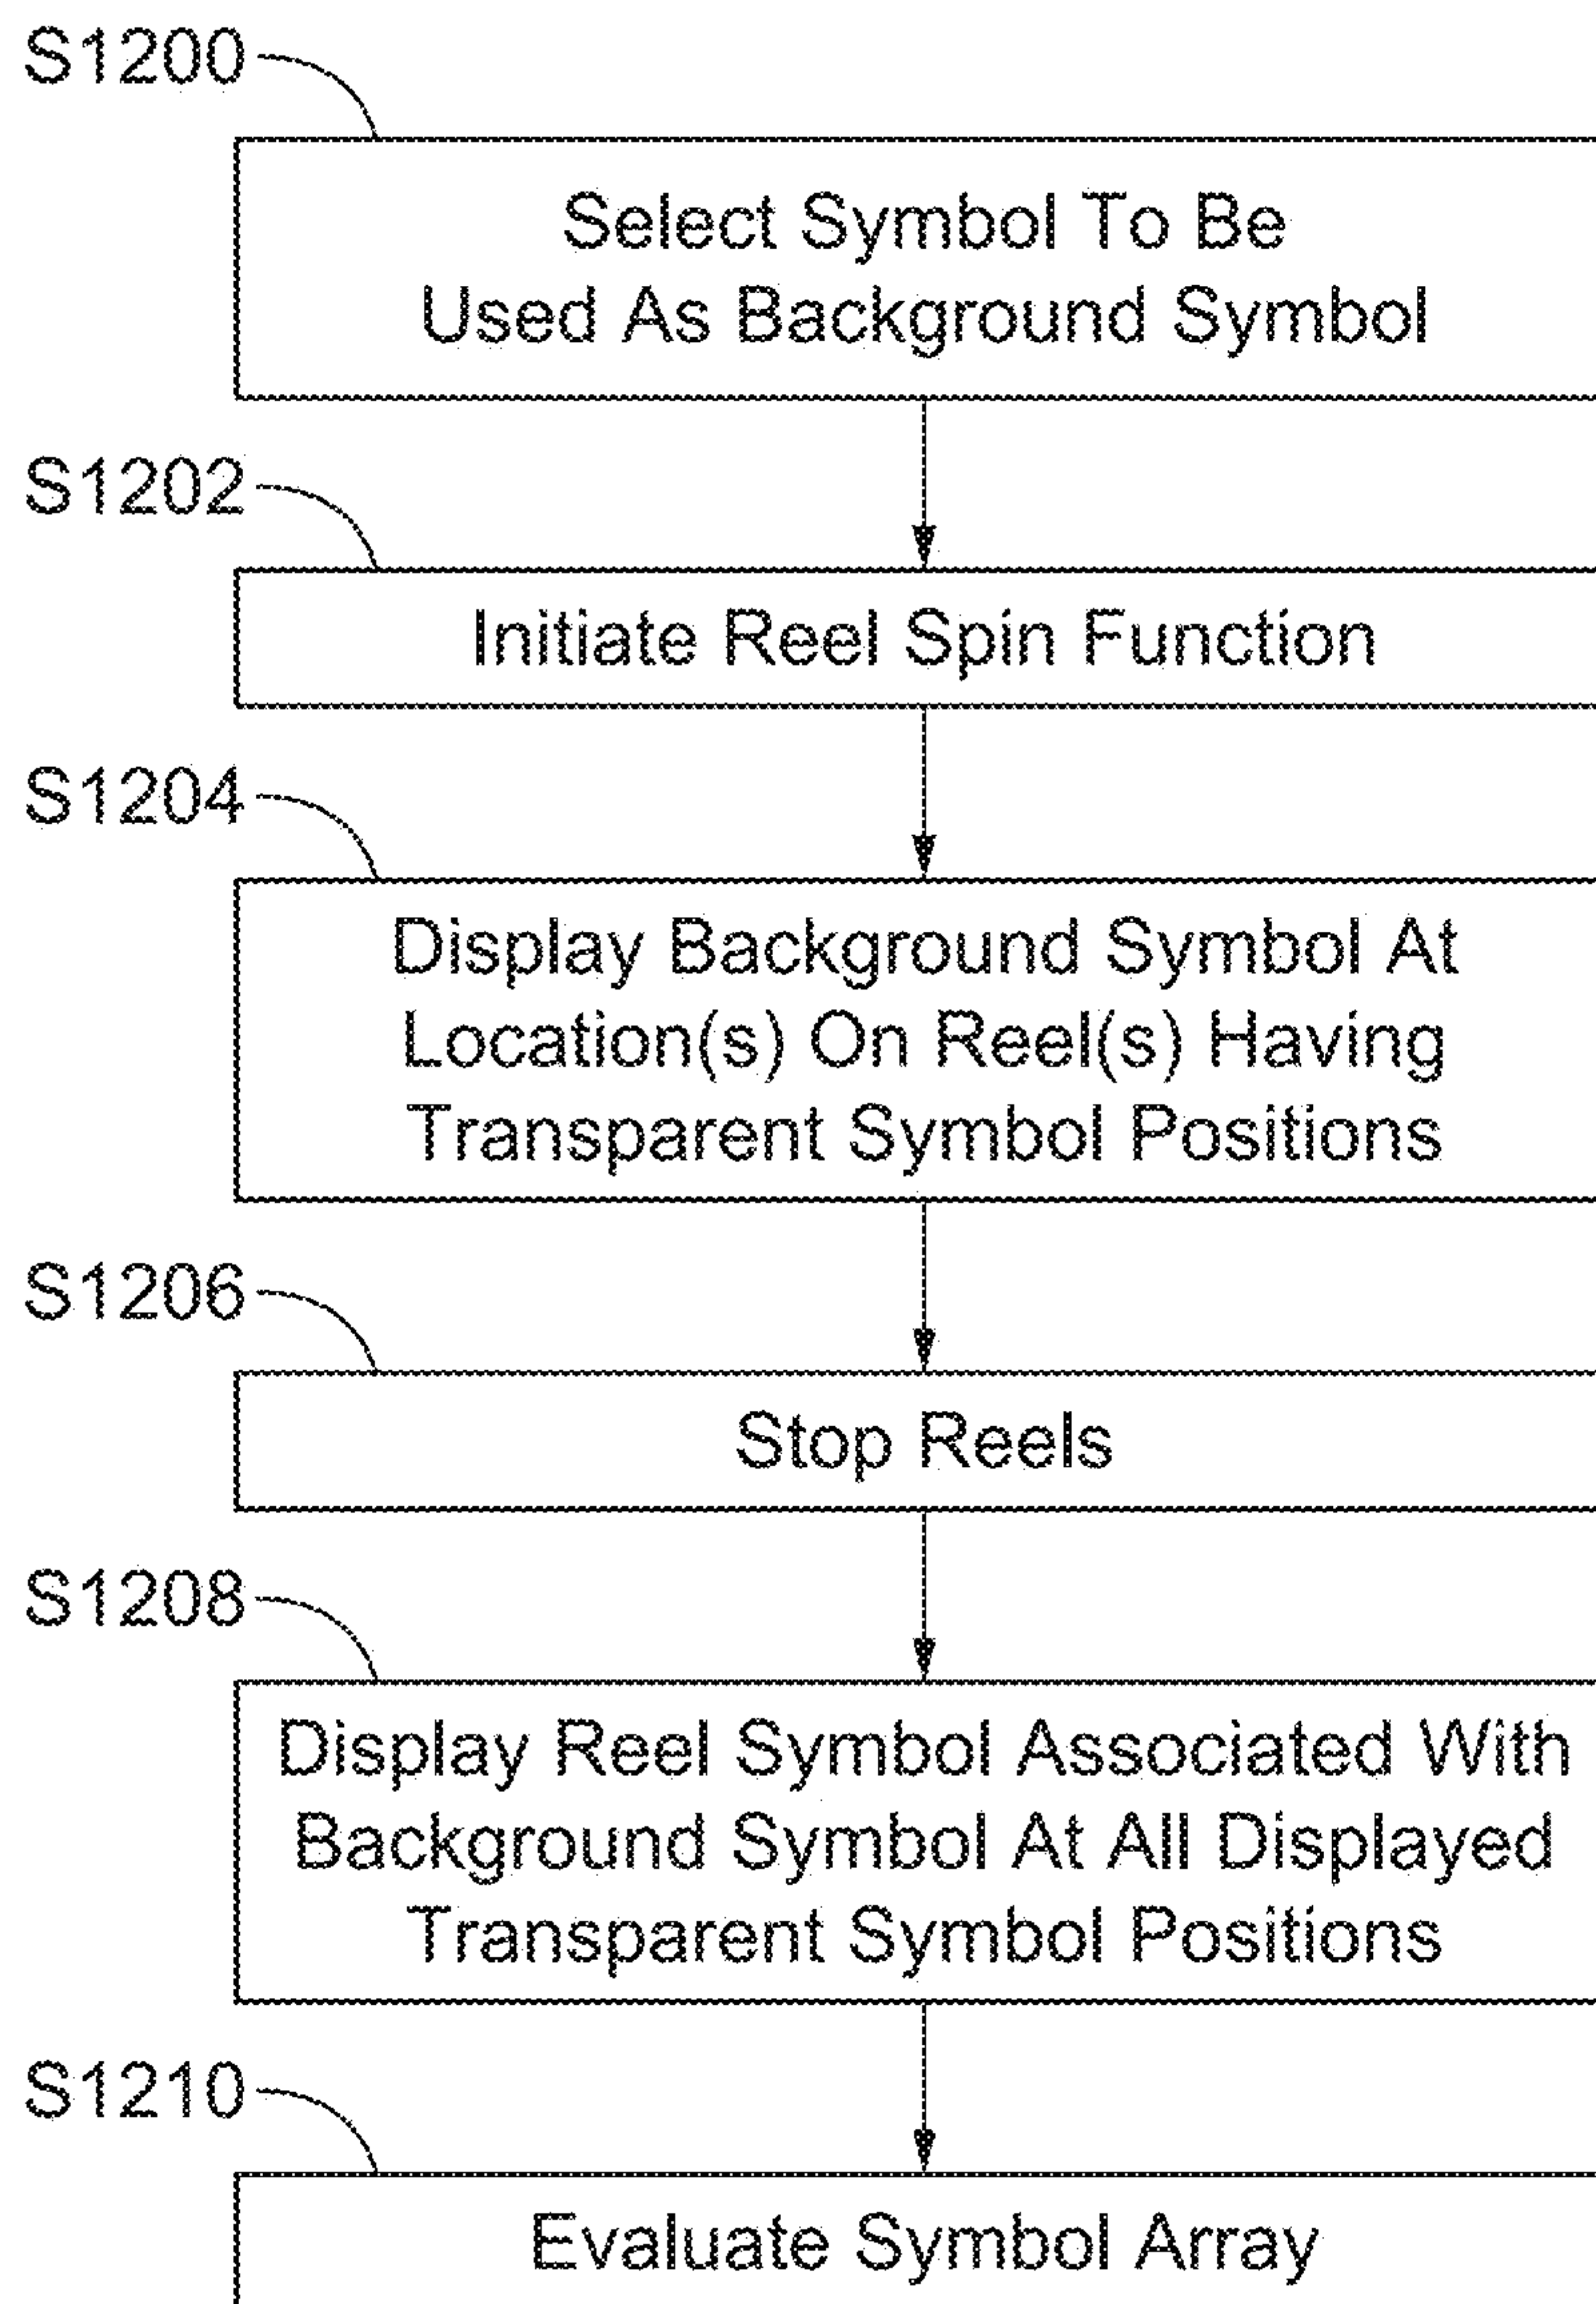 S1200
Select Symbol To Be
Used As Background Symbol
S1202
Initiate Reel Spin Function
S1204
Display Background Symbol At
Location(s) On Reel(s) Having
Transparent Symbol Positions
S1206
Stop Reels
S1208
Display Reel Symbol Associated With
Background Symbol At All Displayed
Transparent Symbol Positions
S1210
Evaluate Symbol Array